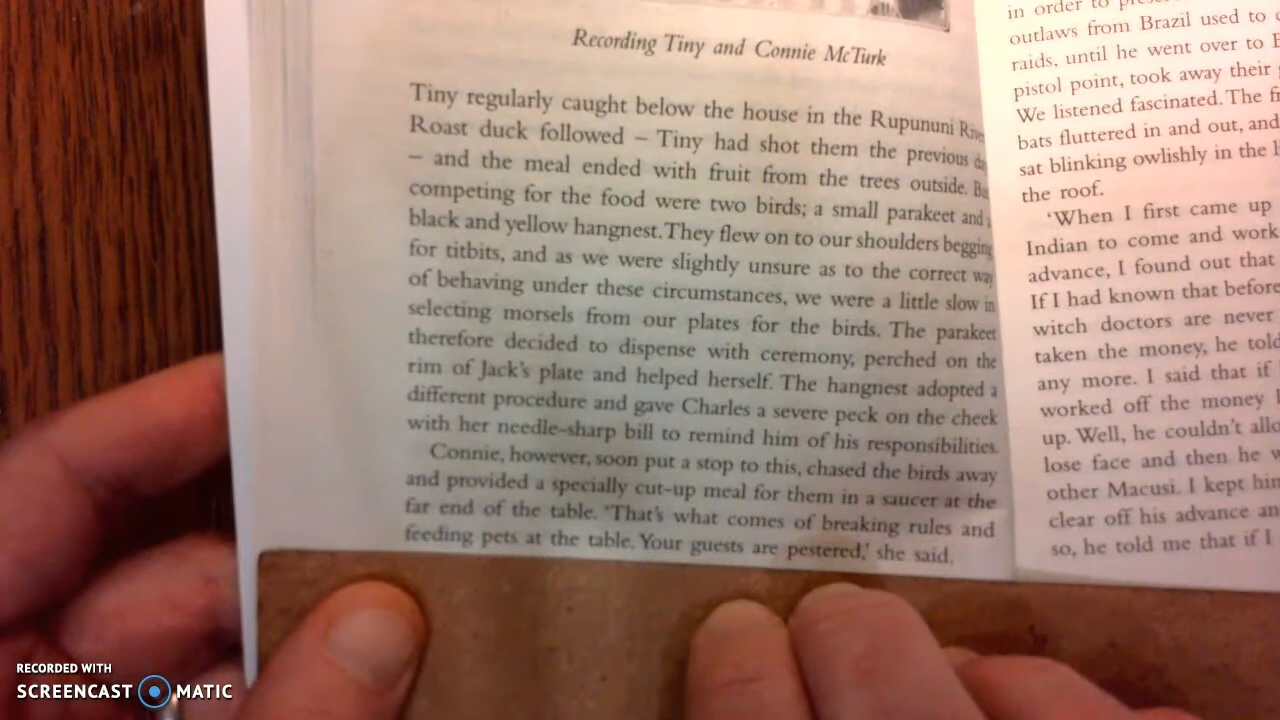 Recording Tiny and Connie McTurk
Tiny regularly caught below the house in the Rupununi
Roast duck followed – Tiny had shot them the previous
– and the meal ended with fruit from the trees outside.
competing for the food were two birds; a small parakeet and
black and yellow hangnest. They flew on to our shoulders begging
for titbits, and as we were slightly unsure as to the correct way
of behaving under these circumstances, we were a little slow in
selecting morsels from our plates for the birds. The parakeet
therefore decided to dispense with ceremony, perched on the
rim of Jack's plate and helped herself. The hangnest adopted a
different procedure and gave Charles a severe peck on the cheek
with her needle-sharp bill to remind him of his responsibilities.
Connie, however, soon put a stop to this, chased the birds away
and provided a specially cut-up meal for them in a saucer at the
far end of the table. 'That's what comes of breaking rules and
feeding pets at the table. Your guests are pestered,' she said.
in order to
outlaws from Brazil used to
raids, until he went over to
pistol point, took away their
We listened fascinated. The
bats fluttered in and out, and
sat blinking owlishly in the
the roof.
'When I first came up
Indian to come and work
advance, I found out that
If I had known that before
witch doctors are never
taken the money, he told
any more. I said that if
worked off the money
up. Well, he couldn't
lose face and then he
other Macusi. I kept
clear off his advance
so, he told me that if I
RECORDED WITH
SCREENCAST MATIC